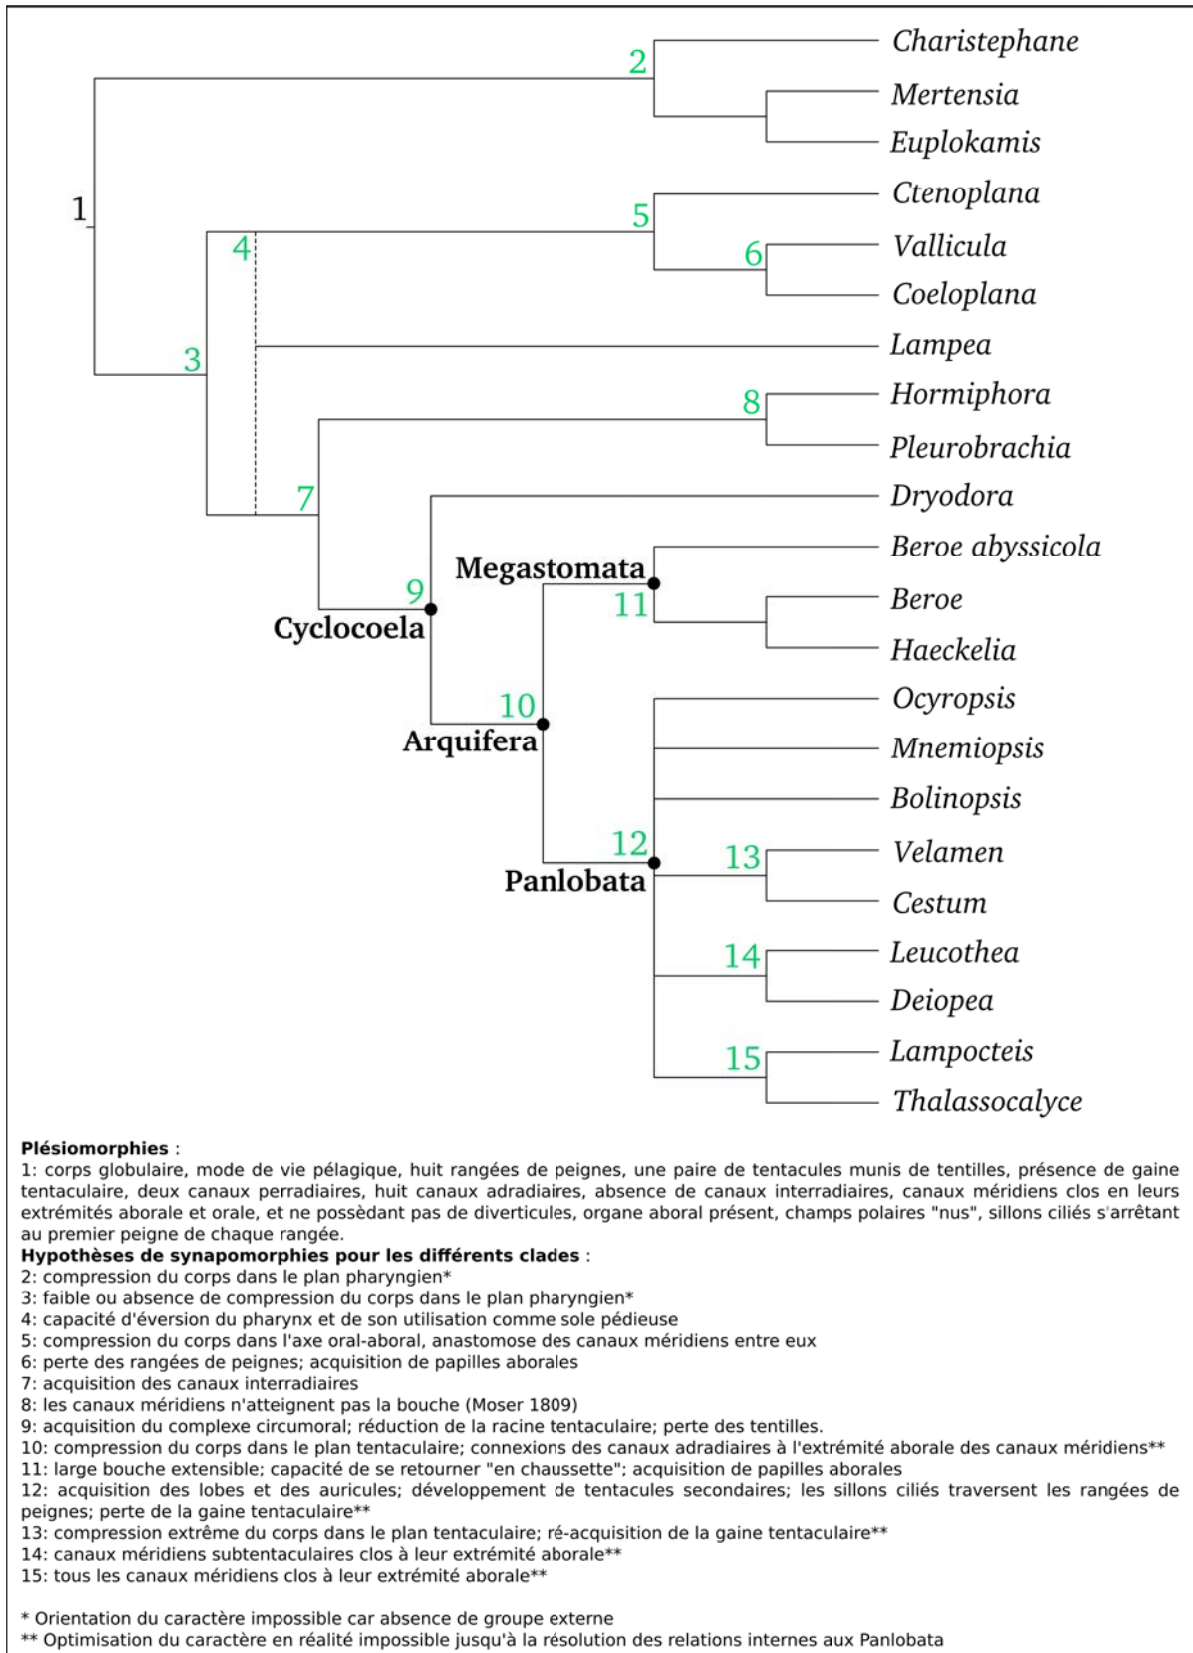 Charistephane
2
Mertensia
Euplokamis
Ctenoplana
1
5
4
Vallicula
6
Coeloplana
Lampea
3
Hormiphora
8
Pleurobrachia
7
Dryodora
Beroe abyssicola
Megastomata
9
11
Beroe
Cyclocoela
Haeckelia
Ocyropsis
10
Arquifera
Mnemiopsis
Bolinopsis
12
13
Velamen
Panlobata
Cestum
14
Leucothea
Deiopea
15
Lampocteis
Thalassocalyce
Plésiomorphies :
1: corps globulaire, mode de vie pélagique, huit rangées de peignes, une paire de tentacules munis de tentilles, présence de gaine
tentaculaire, deux canaux perradiaires, huit canaux adradiaires, absence de canaux interradiaires, canaux méridiens clos en leurs
extrémités aborale et orale, et ne possèdant pas de diverticules, organe aboral présent, champs polaires "nus", sillons ciliés s'arrêtant
au premier peigne de chaque rangée.
Hypothèses de synapomorphies pour les différents clades :
2: compression du corps dans le plan pharyngien*
3: faible ou absence de compression du corps dans le plan pharyngien*
4: capacité d'éversion du pharynx et de son utilisation comme sole pédieuse
5: compression du corps dans l'axe oral-aboral, anastomose des canaux méridiens entre eux
6: perte des rangées de peignes; acquisition de papilles aborales
7: acquisition des canaux interradiaires
8: les canaux méridiens n'atteignent pas la bouche (Moser 1809)
9: acquisition du complexe circumoral; réduction de la racine tentaculaire; perte des tentilles.
10: compression du corps dans le plan tentaculaire; connexions des canaux adradiaires à l'extrémité aborale des canaux méridiens**
11: large bouche extensible; capacité de se retourner "en chaussette"; acquisition de papilles aborales
12: acquisition des lobes et des auricules; développement de tentacules secondaires; les sillons ciliés traversent les rangées de
peignes; perte de la gaine tentaculaire**
13: compression extrême du corps dans le plan tentaculaire; ré-acquisition de la gaine tentaculaire**
14: canaux méridiens subtentaculaires clos à leur extrémité aborale**
15: tous les canaux méridiens clos à leur extrémité aborale**
* Orientation du caractère impossible car absence de groupe externe
** Optimisation du caractère en réalité impossible jusqu'à la résolution des relations internes aux Panlobata